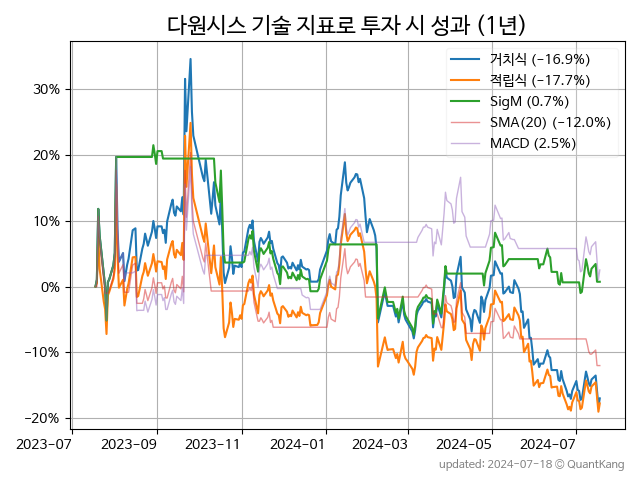 다원시스 기술 지표로 투자 시 성과 (1년)
거치식 (−16.9%)
적립식 (−17.7%)
SigM (0.7%)
SMA(20) (−12.0%)
MACD (2.5%)
30%
20%
10%
0%
−10%
−20%
2023-07 2023-09 2023-11 2024-01 2024-03 2024-05 2024-07
updated: 2024-07-18 © QuantKang